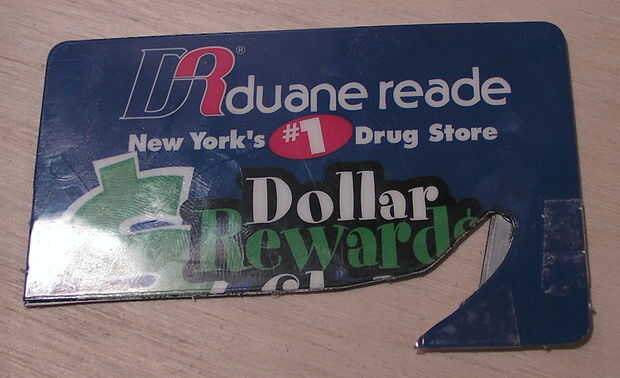 DR® duane reade
New York's #1 Drug Store
Dollar
Rewards